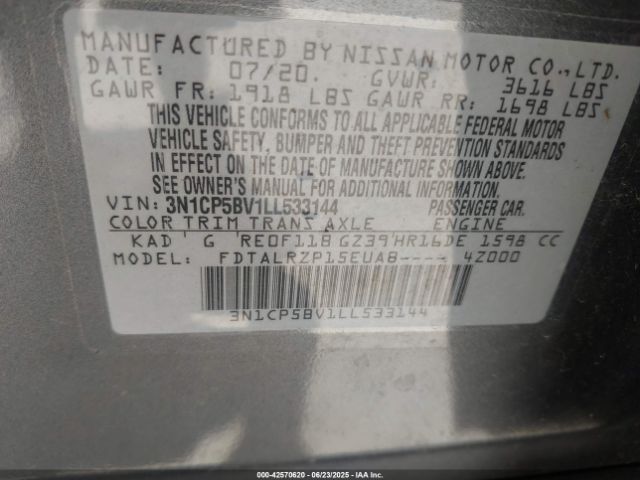 MANUFACTURED BY NISSAN MOTOR CO., LTD.
DATE: 07/20. GVWR: 3616 LBS
GAWR FR: 1918 LBS GAWR RR: 1698 LBS
THIS VEHICLE CONFORMS TO ALL APPLICABLE FEDERAL MOTOR
VEHICLE SAFETY, BUMPER AND THEFT PREVENTION STANDARDS
IN EFFECT ON THE DATE OF MANUFACTURE SHOWN ABOVE.
SEE OWNER'S MANUAL FOR ADDITIONAL INFORMATION.
VIN: 3N1CP5BV1LL533144 PASSENGER CAR.
COLOR TRIM TRANS AXLE ENGINE
KAD G RE0F11B GZ39 HR16DE 1598 CC
MODEL: FDTALRZP15EUAB---- 4Z000
3N1CP5BV1LL533144
000-42570620 - 06/23/2025 - IAAI.COM